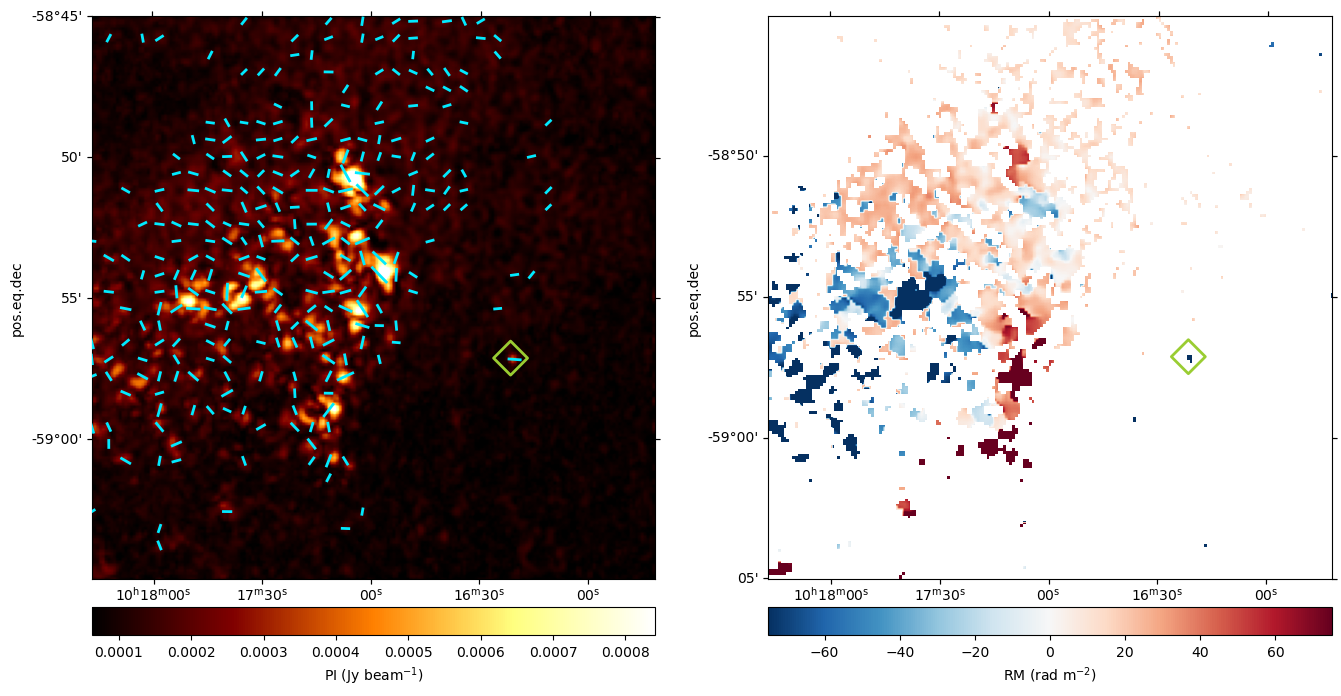 -58°45'
50'
55'
-59°00'
pos.eq.dec
10ʰ18ᵐ00ˢ
17ᵐ30ˢ
00ˢ
16ᵐ30ˢ
00ˢ
0.0001
0.0002
0.0003
0.0004
0.0005
0.0006
0.0007
0.0008
PI (Jy beam⁻¹)
-58°50'
55'
-59°00'
05'
pos.eq.dec
10ʰ18ᵐ00ˢ
17ᵐ30ˢ
00ˢ
16ᵐ30ˢ
00ˢ
−60
−40
−20
0
20
40
60
RM (rad m⁻²)